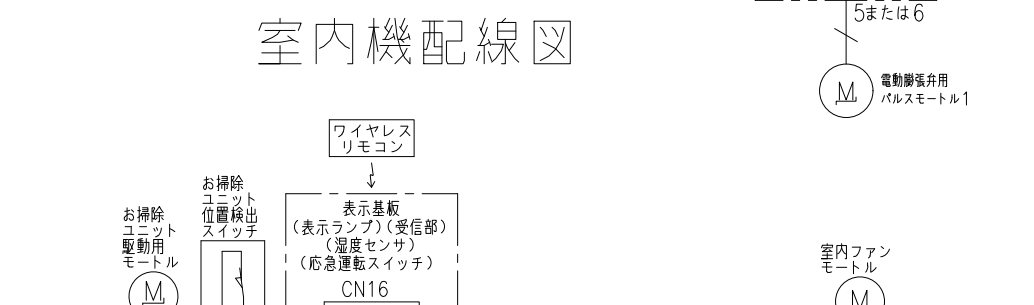 5または6
室内機配線図
電動膨張弁用
パルスモートル1
M
ワイヤレス
リモコン
お掃除
ユニット
位置検出
スイッチ
お掃除
ユニット
駆動用
モートル
M
表示基板
(表示ランプ)(受信部)
(湿度センサ)
(応急運転スイッチ)
CN16
室内ファン
モートル
M